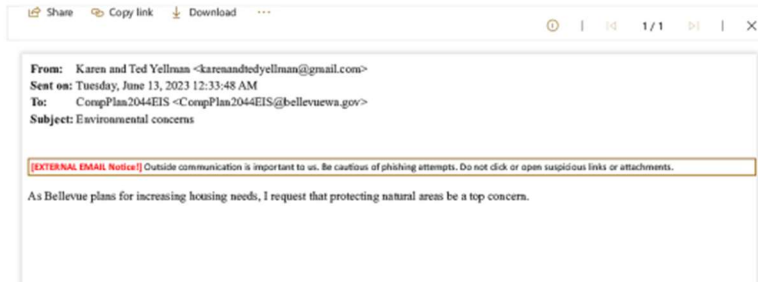 Share Copy link Download ...
1 / 1
From: Karen and Ted Yellman <karenandtedyellman@gmail.com>
Sent on: Tuesday, June 13, 2023 12:33:48 AM
To: CompPlan2044EIS <CompPlan2044EIS@bellevuewa.gov>
Subject: Environmental concerns
[EXTERNAL EMAIL Notice!] Outside communication is important to us. Be cautious of phishing attempts. Do not click or open suspicious links or attachments.
As Bellevue plans for increasing housing needs, I request that protecting natural areas be a top concern.